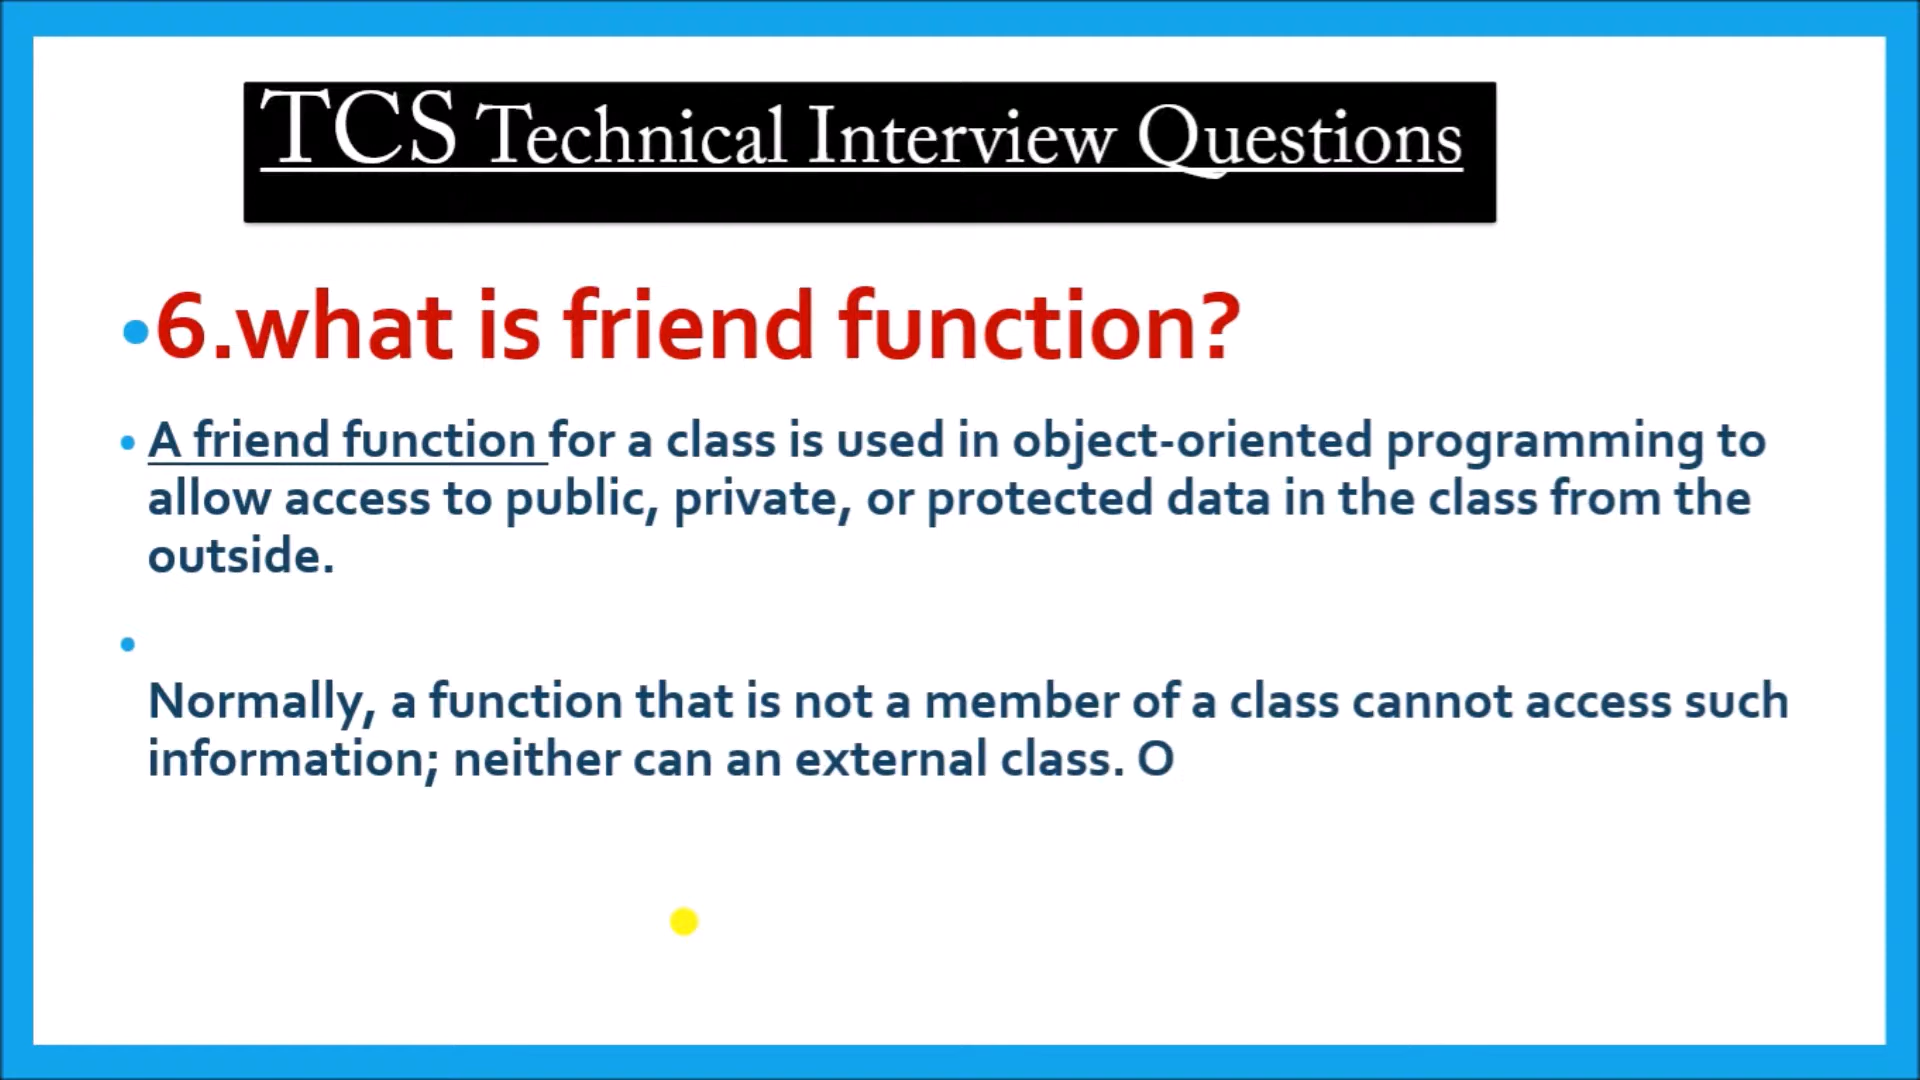 TCS Technical Interview Questions
•6.what is friend function?
• A friend function for a class is used in object-oriented programming to
allow access to public, private, or protected data in the class from the
outside.
•
Normally, a function that is not a member of a class cannot access such
information; neither can an external class. O